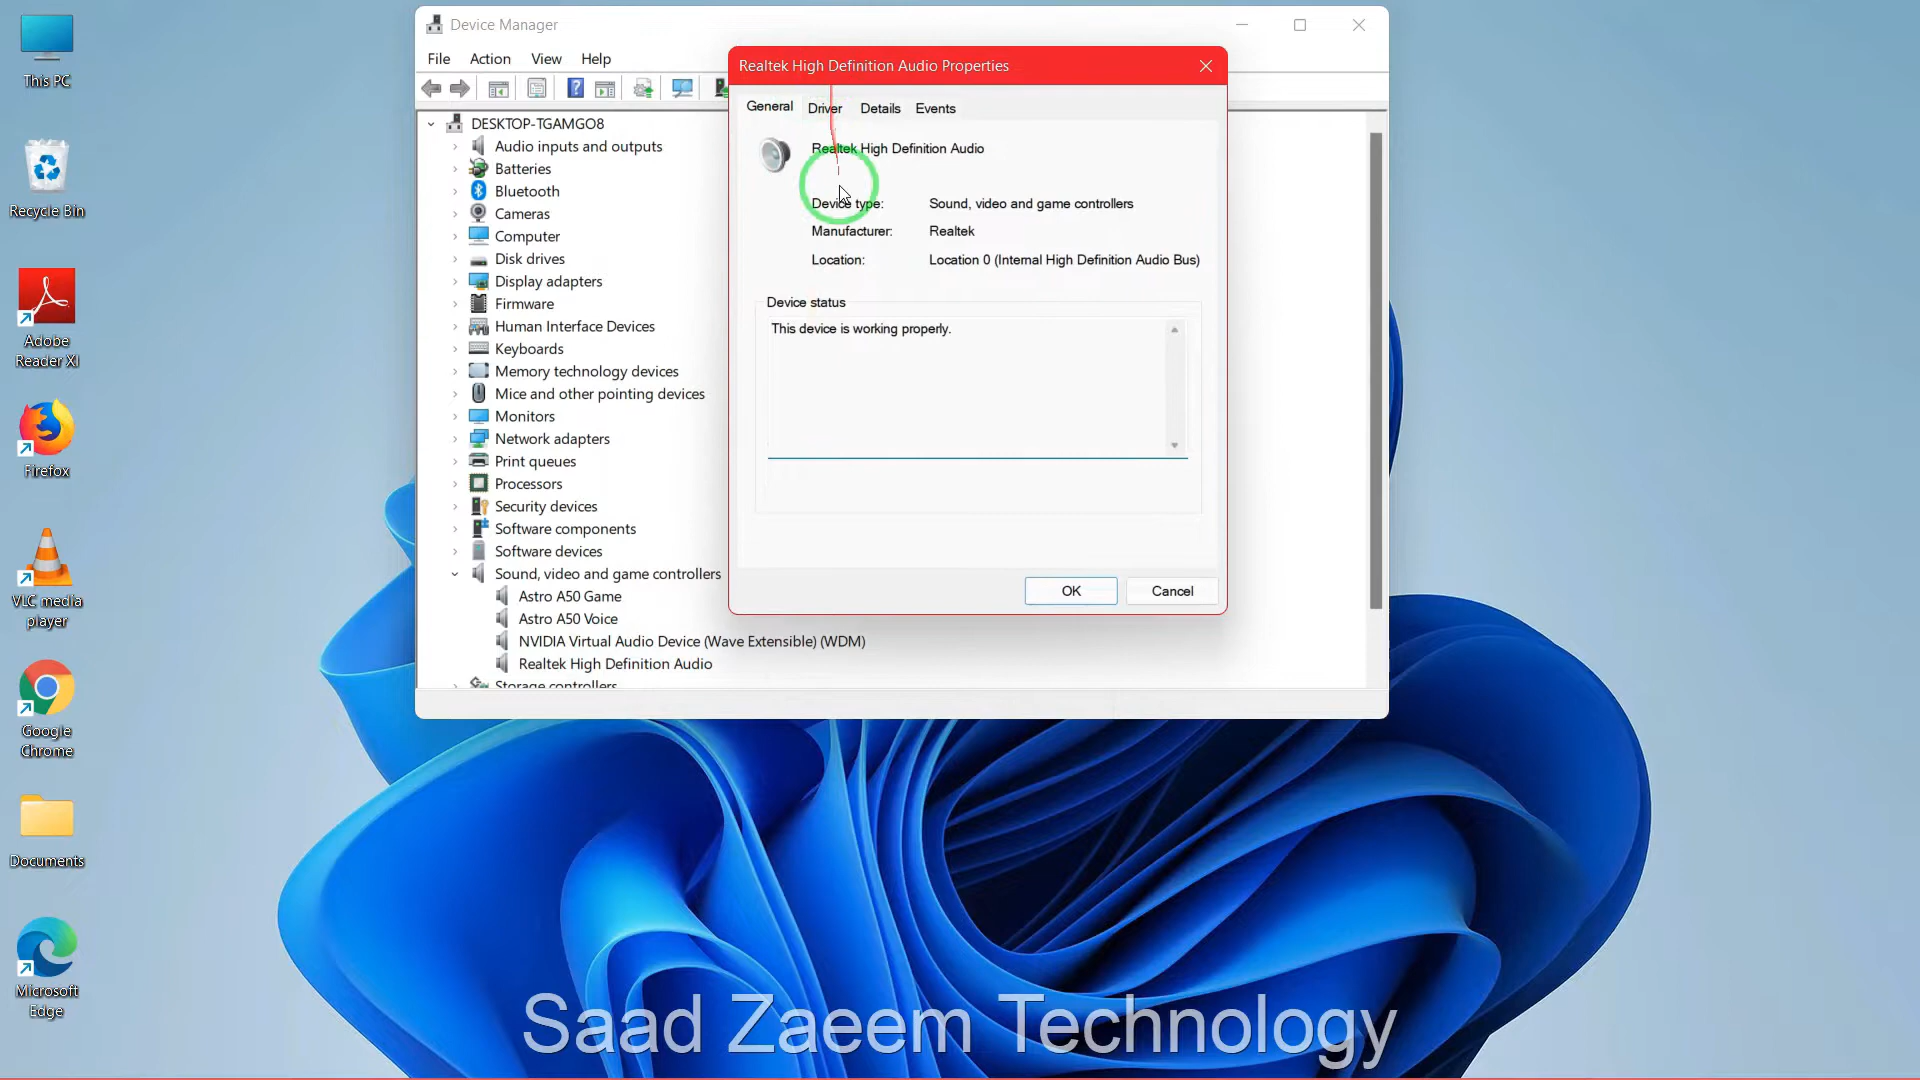 This PC
Recycle Bin
Adobe
Reader XI
Firefox
VLC media
player
Google
Chrome
Documents
Microsoft
Edge
Device Manager
File Action View Help
DESKTOP-TGAMGO8
Audio inputs and outputs
Batteries
Bluetooth
Cameras
Computer
Disk drives
Display adapters
Firmware
Human Interface Devices
Keyboards
Memory technology devices
Mice and other pointing devices
Monitors
Network adapters
Print queues
Processors
Security devices
Software components
Software devices
Sound, video and game controllers
Astro A50 Game
Astro A50 Voice
NVIDIA Virtual Audio Device (Wave Extensible) (WDM)
Realtek High Definition Audio
Storage controllers
Realtek High Definition Audio Properties
General Driver Details Events
Realtek High Definition Audio
Device type: Sound, video and game controllers
Manufacturer: Realtek
Location: Location 0 (Internal High Definition Audio Bus)
Device status
This device is working properly.
OK Cancel
Saad Zaeem Technology